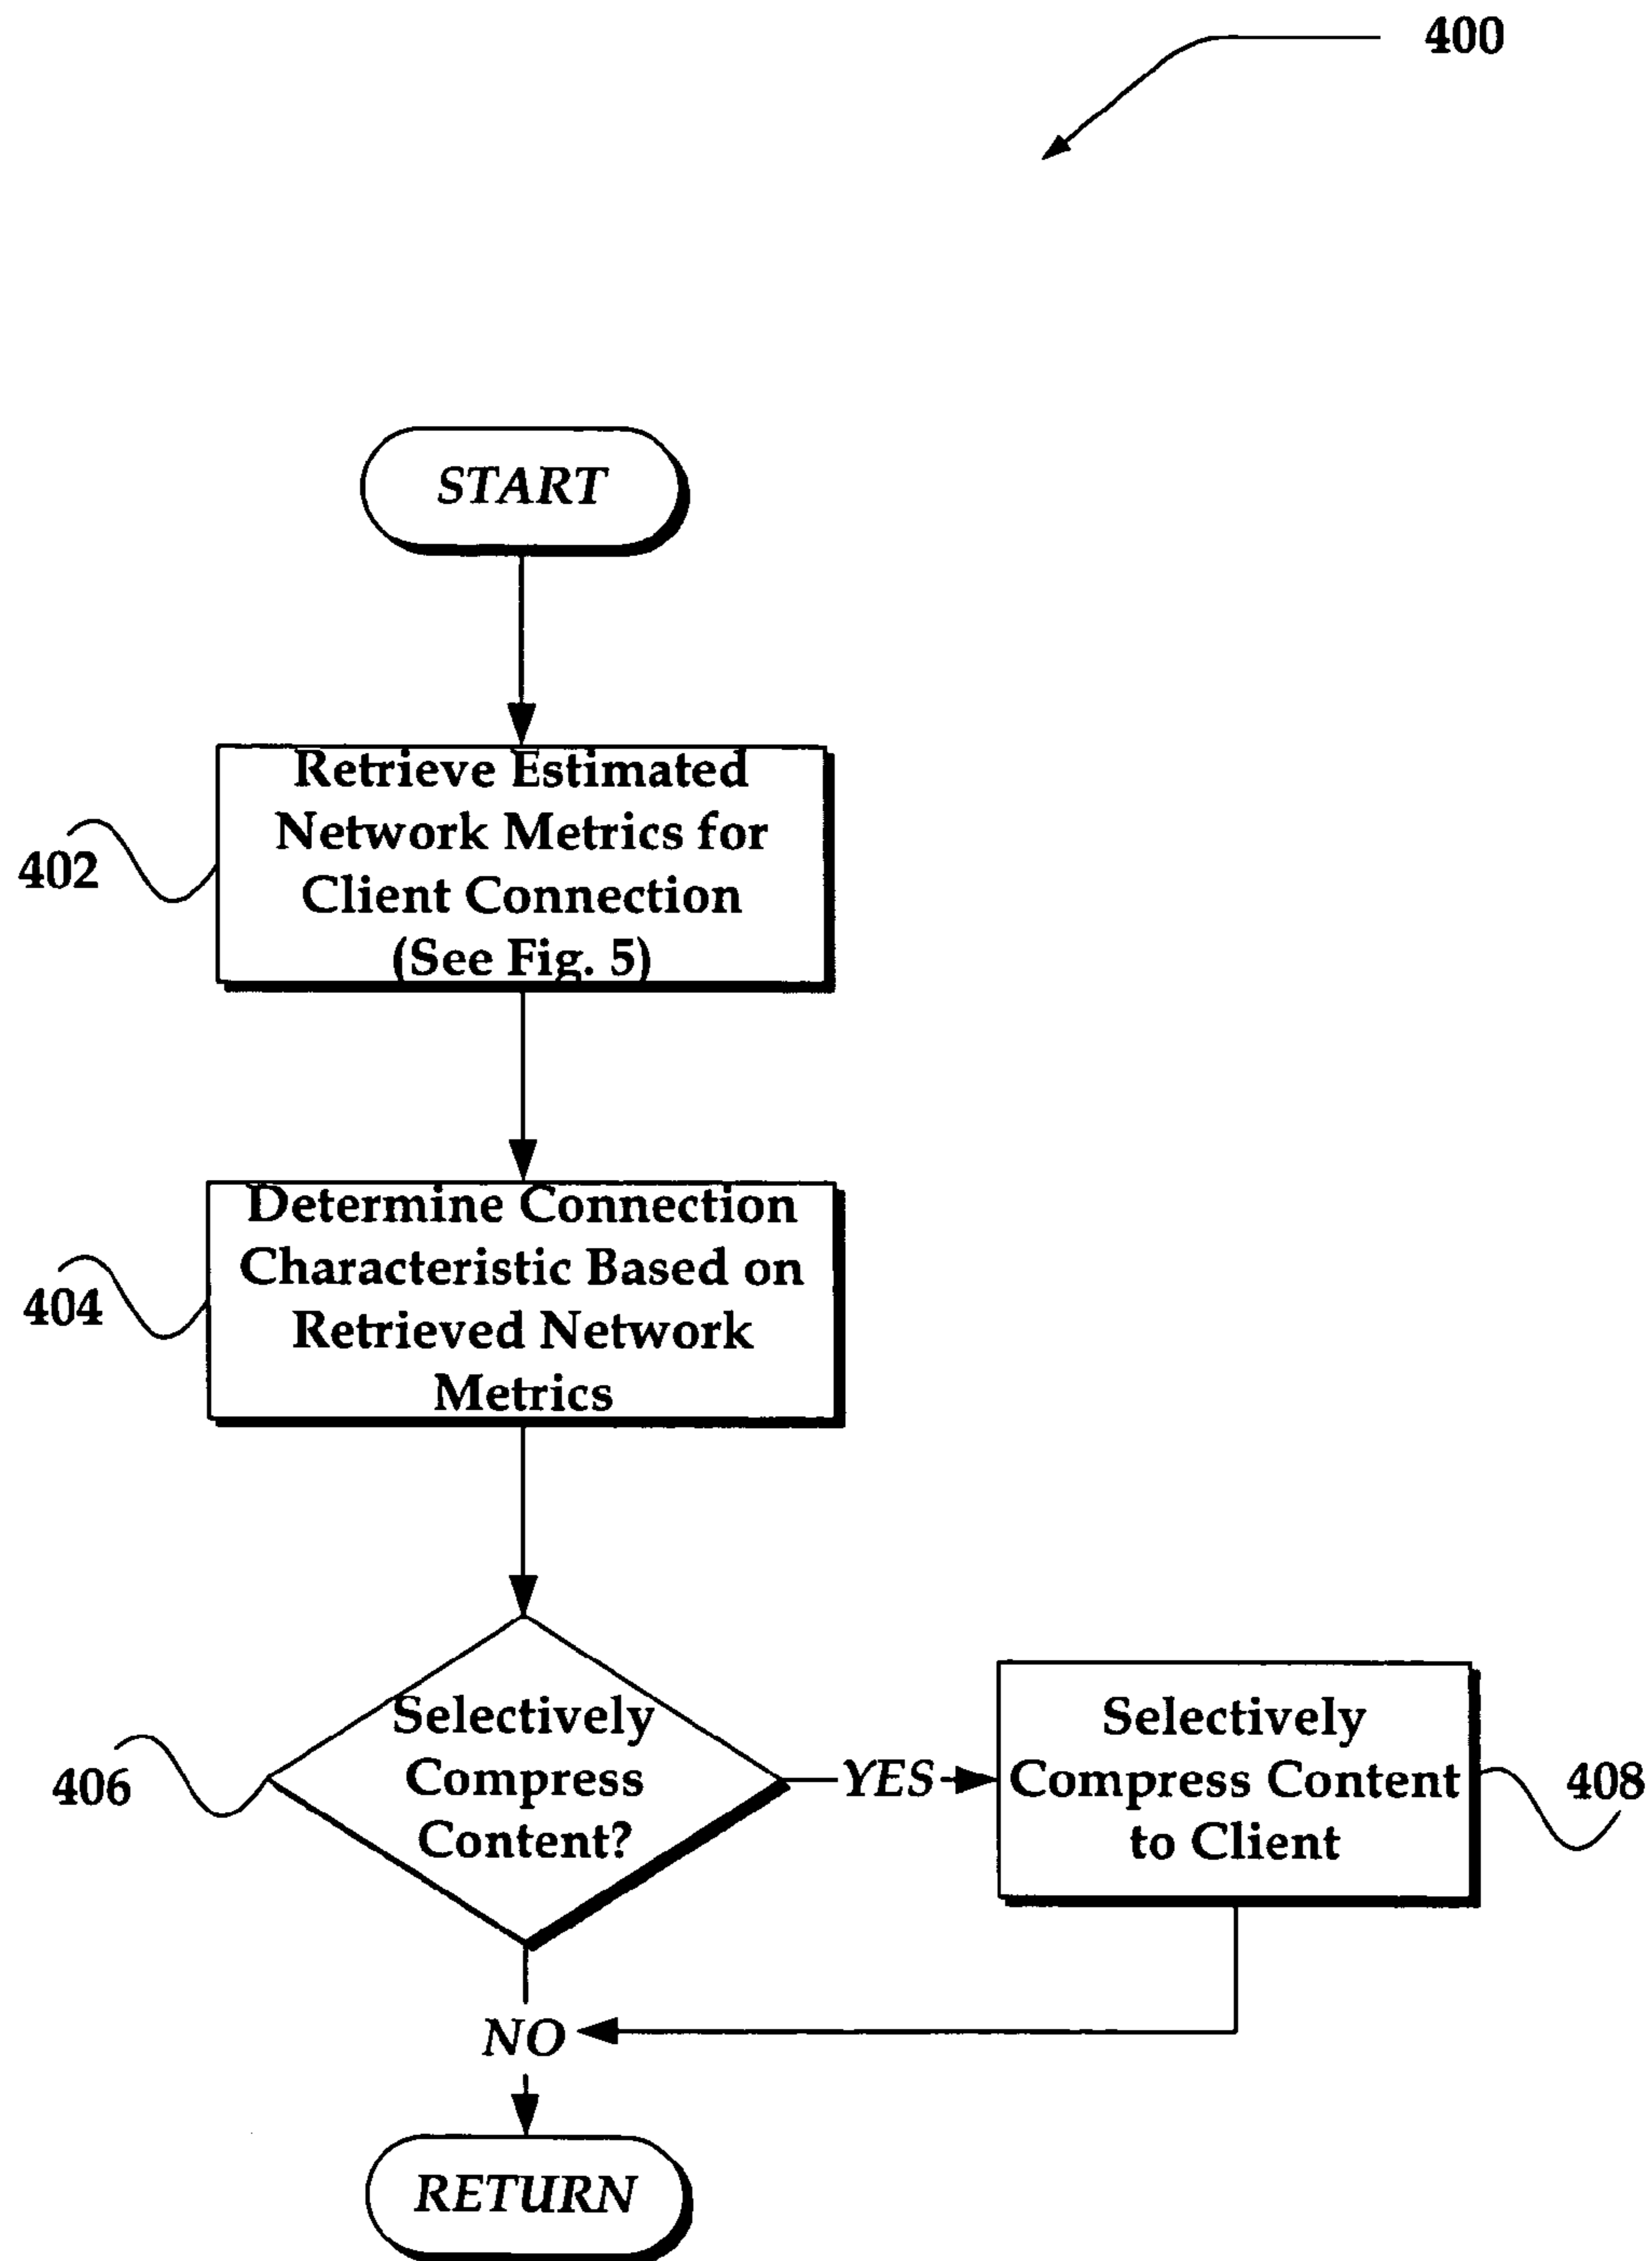 400
START
Retrieve Estimated
Network Metrics for
Client Connection
(See Fig. 5)
402
Determine Connection
Characteristic Based on
Retrieved Network
Metrics
404
Selectively
Compress
Content?
406
YES
Selectively
Compress Content
to Client
408
NO
RETURN